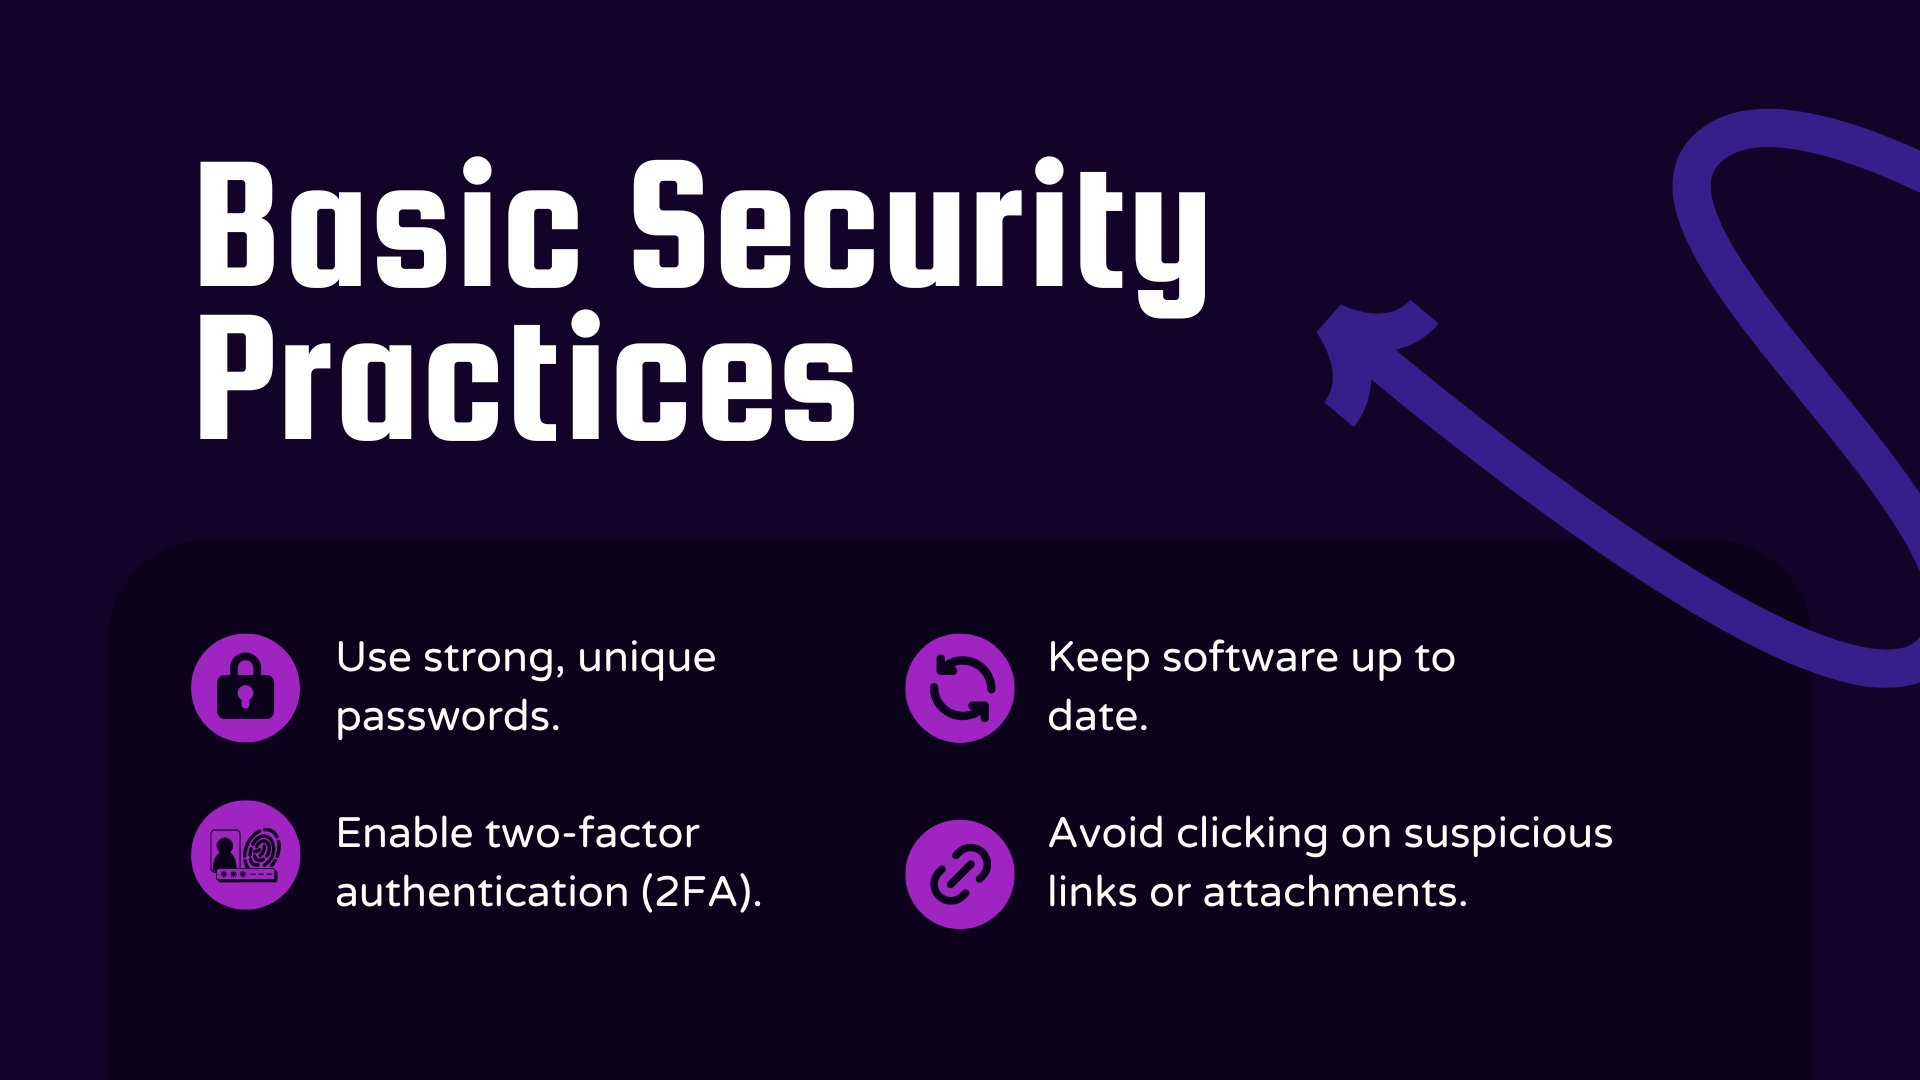 Basic Security
Practices
Use strong, unique
passwords.
Keep software up to
date.
Enable two-factor
authentication (2FA).
Avoid clicking on suspicious
links or attachments.